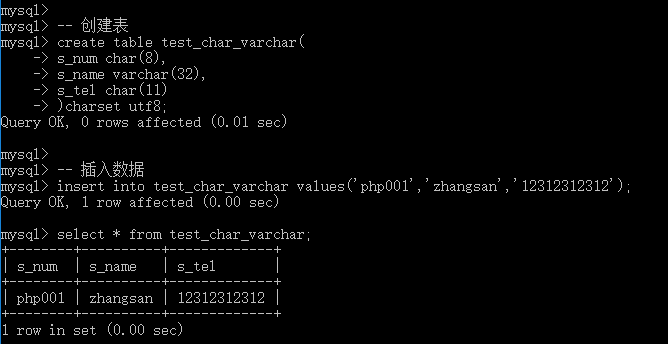 mysql>
mysql> -- 创建表
mysql> create table test_char_varchar(
    -> s_num char(8),
    -> s_name varchar(32),
    -> s_tel char(11)
    -> )charset utf8;
Query OK, 0 rows affected (0.01 sec)
mysql>
mysql> -- 插入数据
mysql> insert into test_char_varchar values('php001','zhangsan','12312312312');
Query OK, 1 row affected (0.00 sec)
mysql> select * from test_char_varchar;
+--------+----------+-------------+
| s_num  | s_name   | s_tel       |
+--------+----------+-------------+
| php001 | zhangsan | 12312312312 |
+--------+----------+-------------+
1 row in set (0.00 sec)